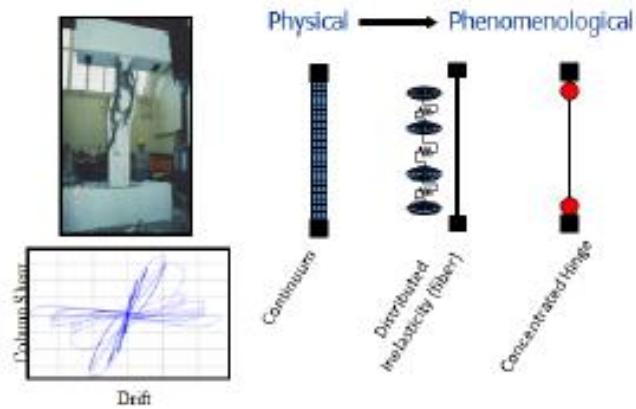 Physical
Phenomenological
Column Shear
Drift
Continuum
Distributed
Inelasticity (fiber)
Concentrated Hinge